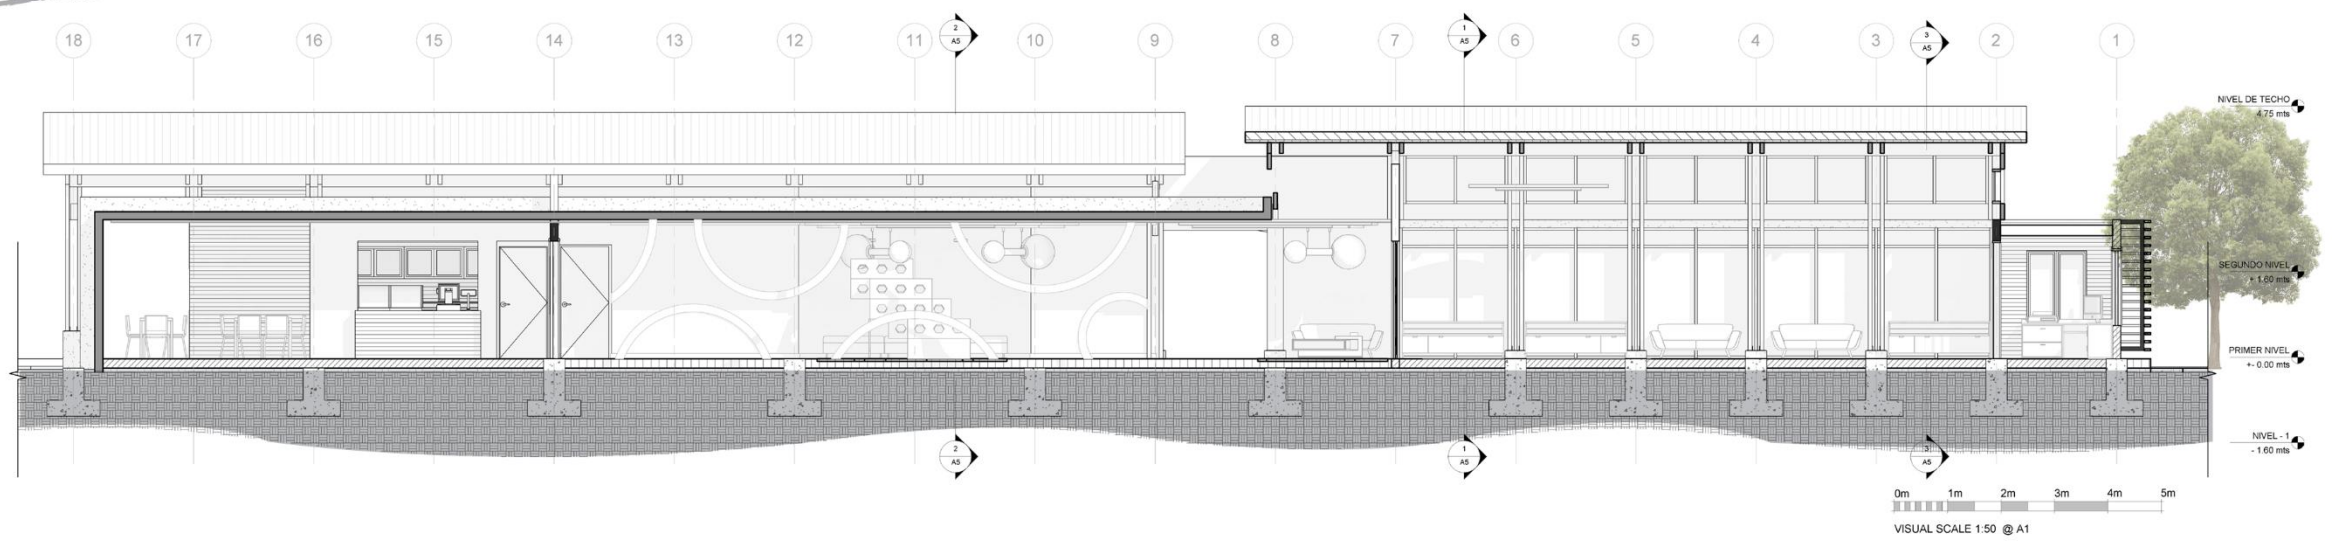 18 17 16 15 14 13 12 11 10 9 8 7 6 5 4 3 2 1
2
A5
1
A5
3
A5
NIVEL DE TECHO
4.75 mts
SEGUNDO NIVEL
+ 1.60 mts
PRIMER NIVEL
+- 0.00 mts
NIVEL - 1
- 1.60 mts
2
A5
1
A5
3
A5
0m 1m 2m 3m 4m 5m
VISUAL SCALE 1:50 @ A1